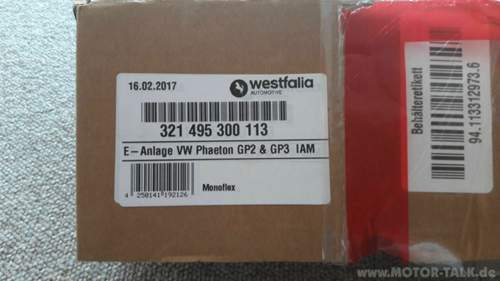 16.02.2017
westfalia
AUTOMOTIVE
321 495 300 113
E-Anlage VW Phaeton GP2 & GP3 IAM
4 250141 192126
Monoflex
Behälteretikett
94.113312973.6
www.MOTOR-TALK.de